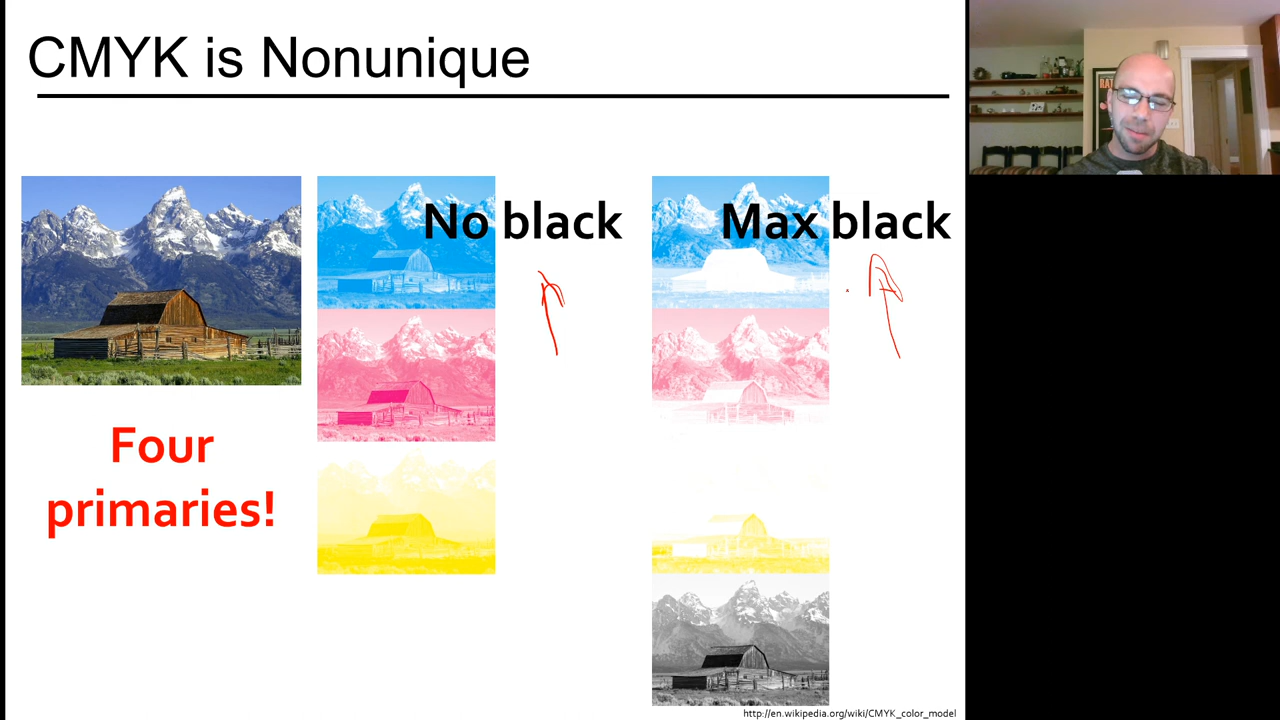 CMYK is Nonunique
No black
Max black
Four
primaries!
http://en.wikipedia.org/wiki/CMYK_color_model